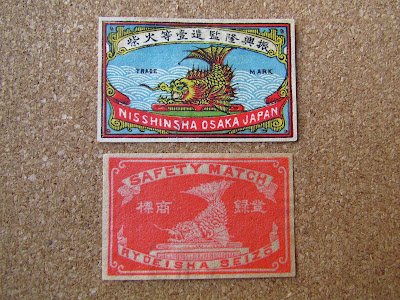 振興隆監造壹等火柴
TRADE MARK
NISSHINSHA OSAKA JAPAN
SAFETY MATCH
登録商標
RYOEISHA SEIZO